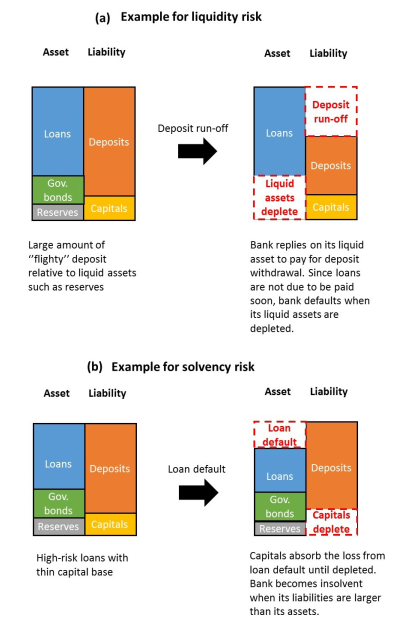 (a) Example for liquidity risk
Asset Liability
Loans
Deposits
Gov.
bonds
Reserves
Capitals
Deposit run-off
Asset Liability
Deposit
run-off
Loans
Deposits
Liquid
assets
deplete
Capitals
Large amount of
‘’flighty’’ deposit
relative to liquid assets
such as reserves
Bank replies on its liquid
asset to pay for deposit
withdrawal. Since loans
are not due to be paid
soon, bank defaults when
its liquid assets are
depleted.
(b) Example for solvency risk
Asset Liability
Loans
Deposits
Gov.
bonds
Reserves
Capitals
Loan default
Asset Liability
Loan
default
Loans
Deposits
Gov.
bonds
Reserves
Capitals
deplete
High-risk loans with
thin capital base
Capitals absorb the loss from
loan default until depleted.
Bank becomes insolvent
when its liabilities are larger
than its assets.